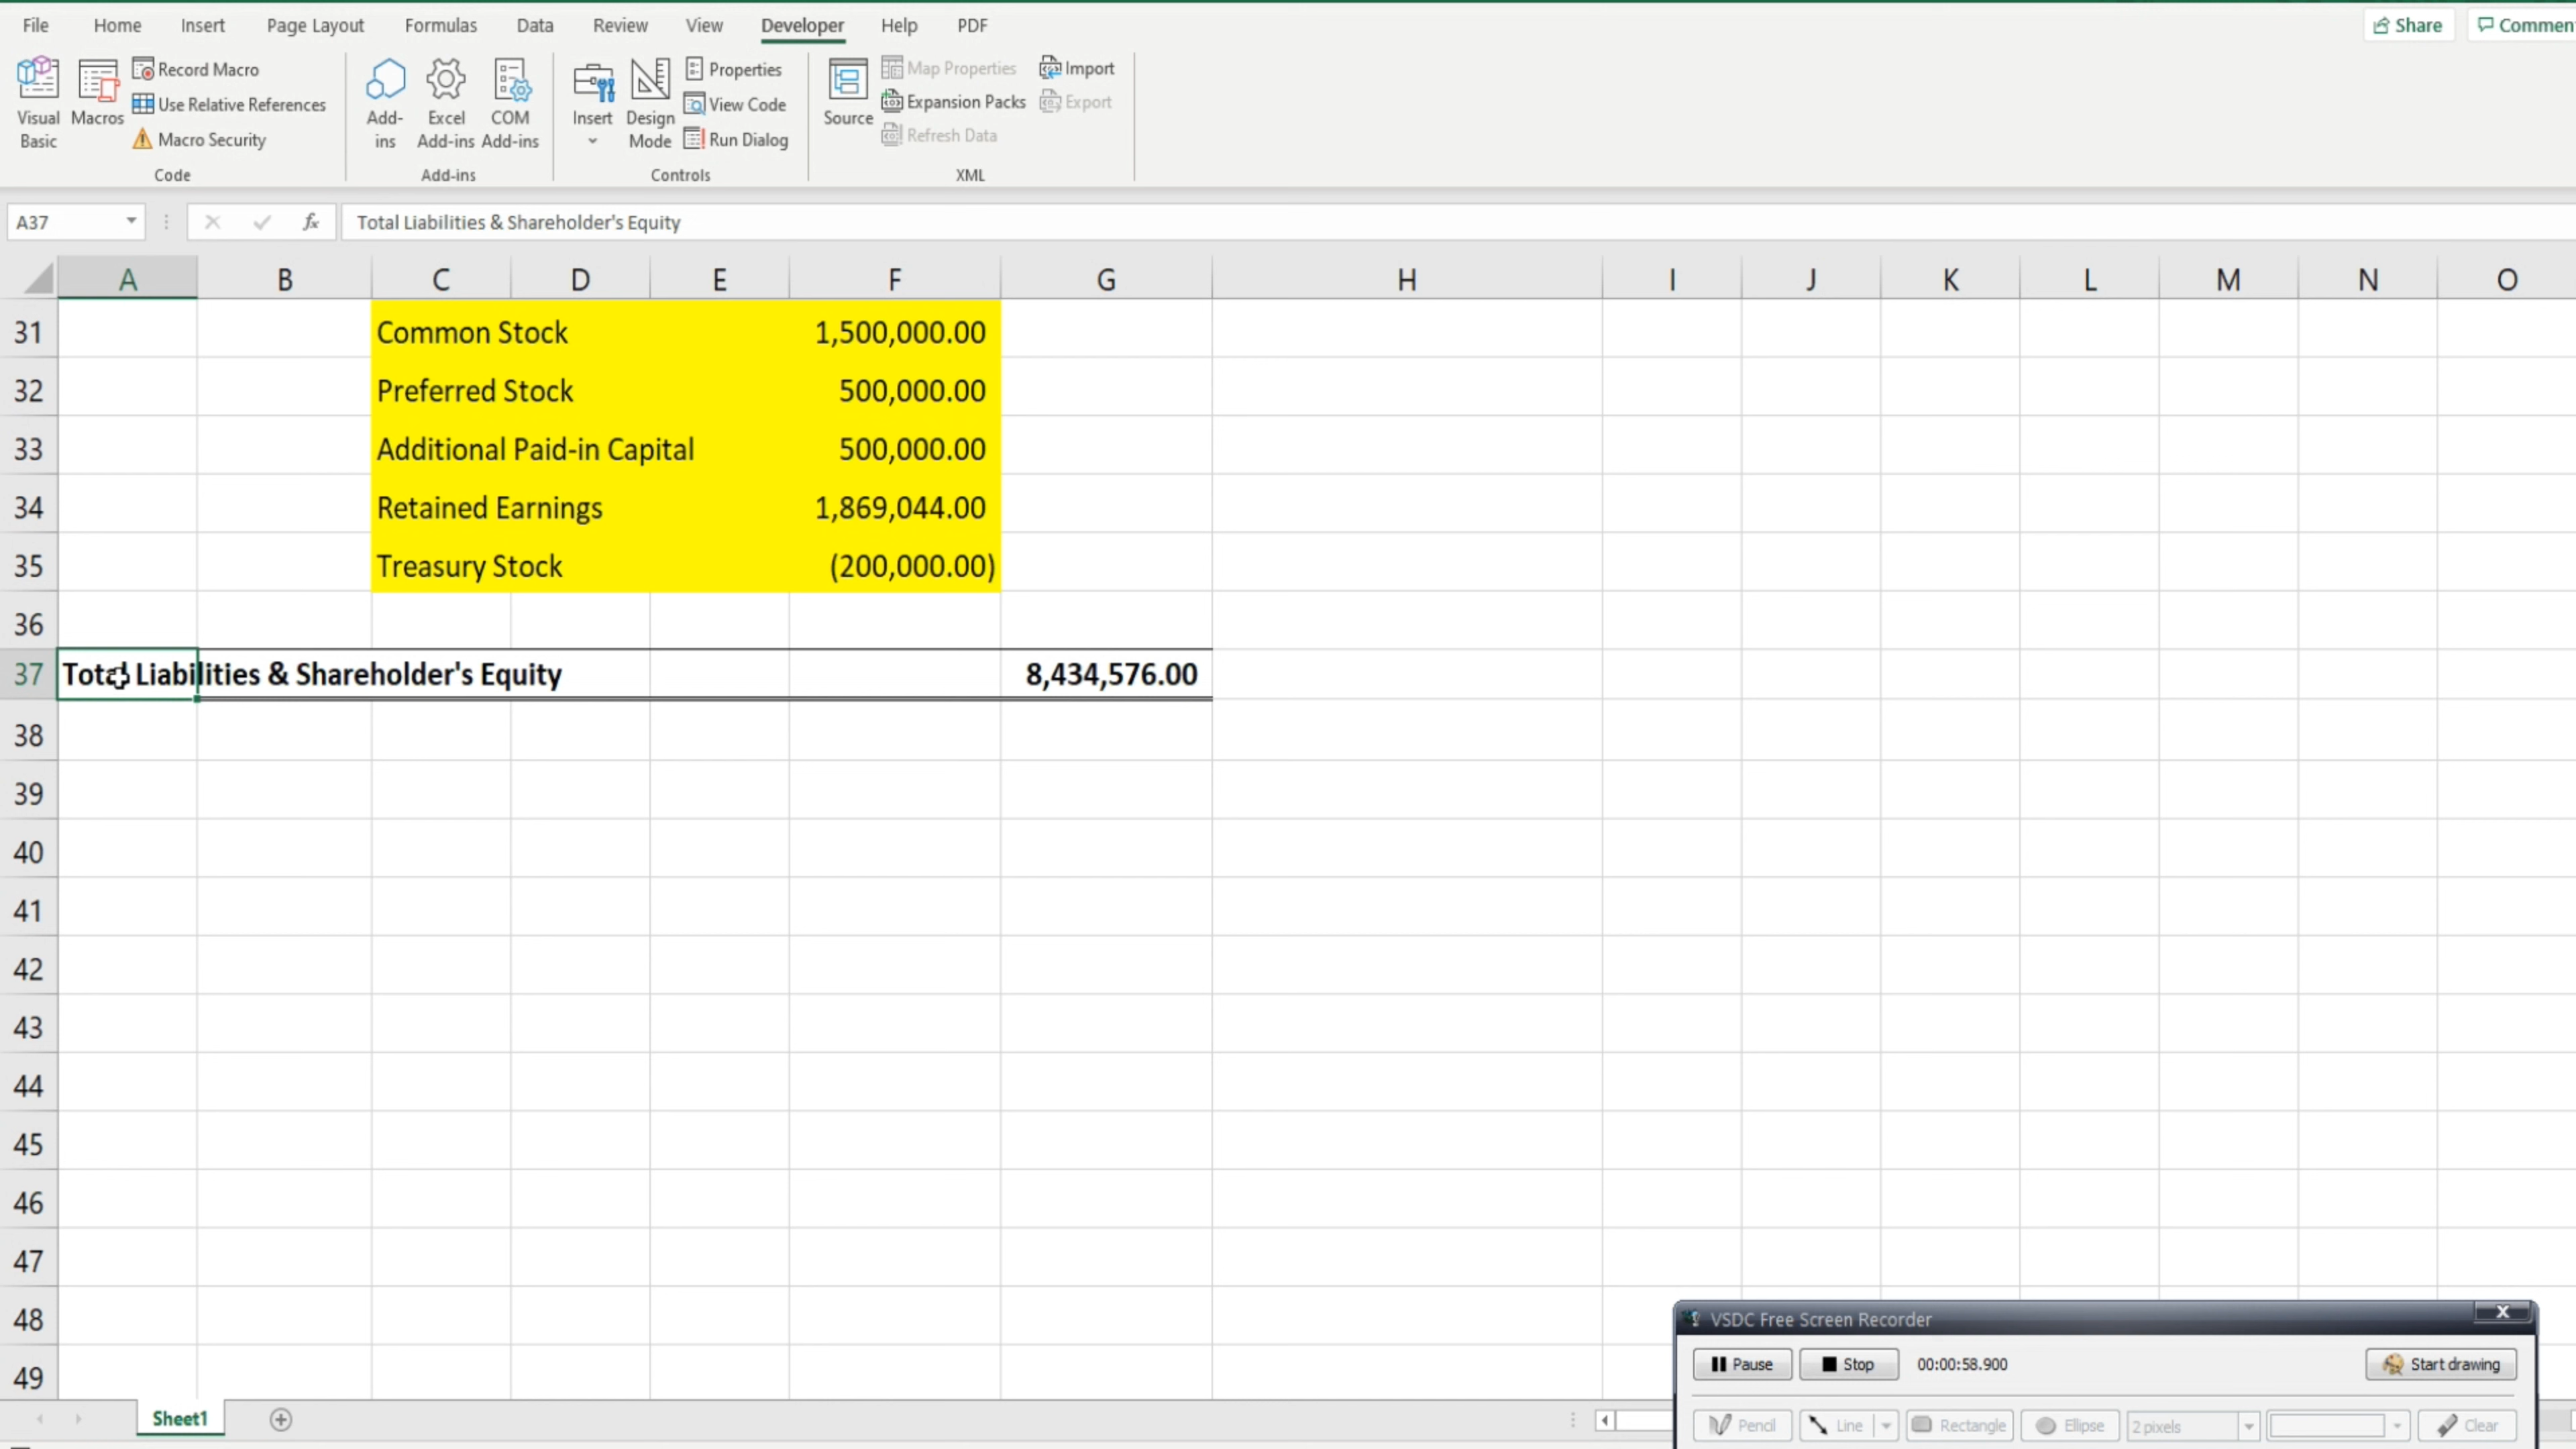 File Home Insert Page Layout Formulas Data Review View Developer Help PDF Share
Visual Basic
Macros
Record Macro
Use Relative References
Macro Security
Code
Add-ins
Excel Add-ins
COM Add-ins
Add-ins
Insert
Design Mode
Properties
View Code
Run Dialog
Controls
Source
Map Properties
Expansion Packs
Refresh Data
Import
Export
XML
A37 fx Total Liabilities & Shareholder's Equity
A B C D E F G H I J K L M N O
31 Common Stock 1,500,000.00
32 Preferred Stock 500,000.00
33 Additional Paid-in Capital 500,000.00
34 Retained Earnings 1,869,044.00
35 Treasury Stock (200,000.00)
36
37 Total Liabilities & Shareholder's Equity 8,434,576.00
38
39
40
41
42
43
44
45
46
47
48
49
Sheet1
VSDC Free Screen Recorder X
Pause Stop 00:00:58.900 Start drawing
Pencil Line Rectangle Ellipse 2 pixels Clear